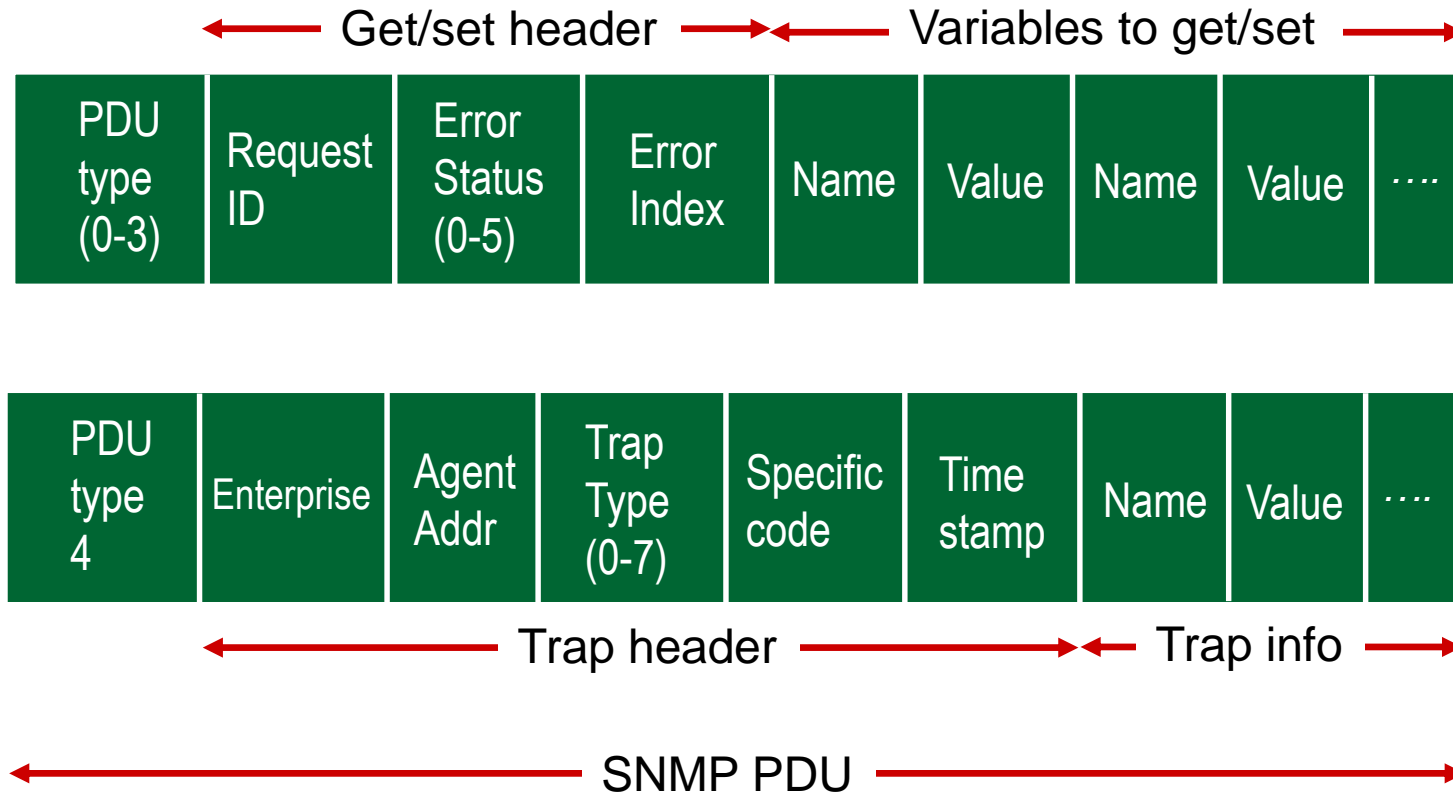 Get/set header
Variables to get/set
PDU
type
(0-3)
Request
ID
Error
Status
(0-5)
Error
Index
Name
Value
Name
Value
....
PDU
type
4
Enterprise
Agent
Addr
Trap
Type
(0-7)
Specific
code
Time
stamp
Name
Value
....
Trap header
Trap info
SNMP PDU